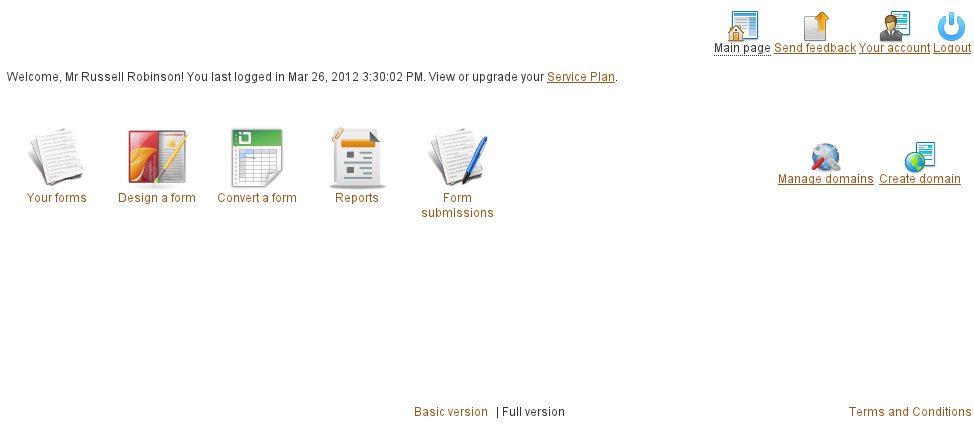 Main page Send feedback Your account Logout
Welcome, Mr Russell Robinson! You last logged in Mar 26, 2012 3:30:02 PM. View or upgrade your Service Plan.
Your forms Design a form Convert a form Reports Form submissions
Manage domains Create domain
Basic version | Full version
Terms and Conditions